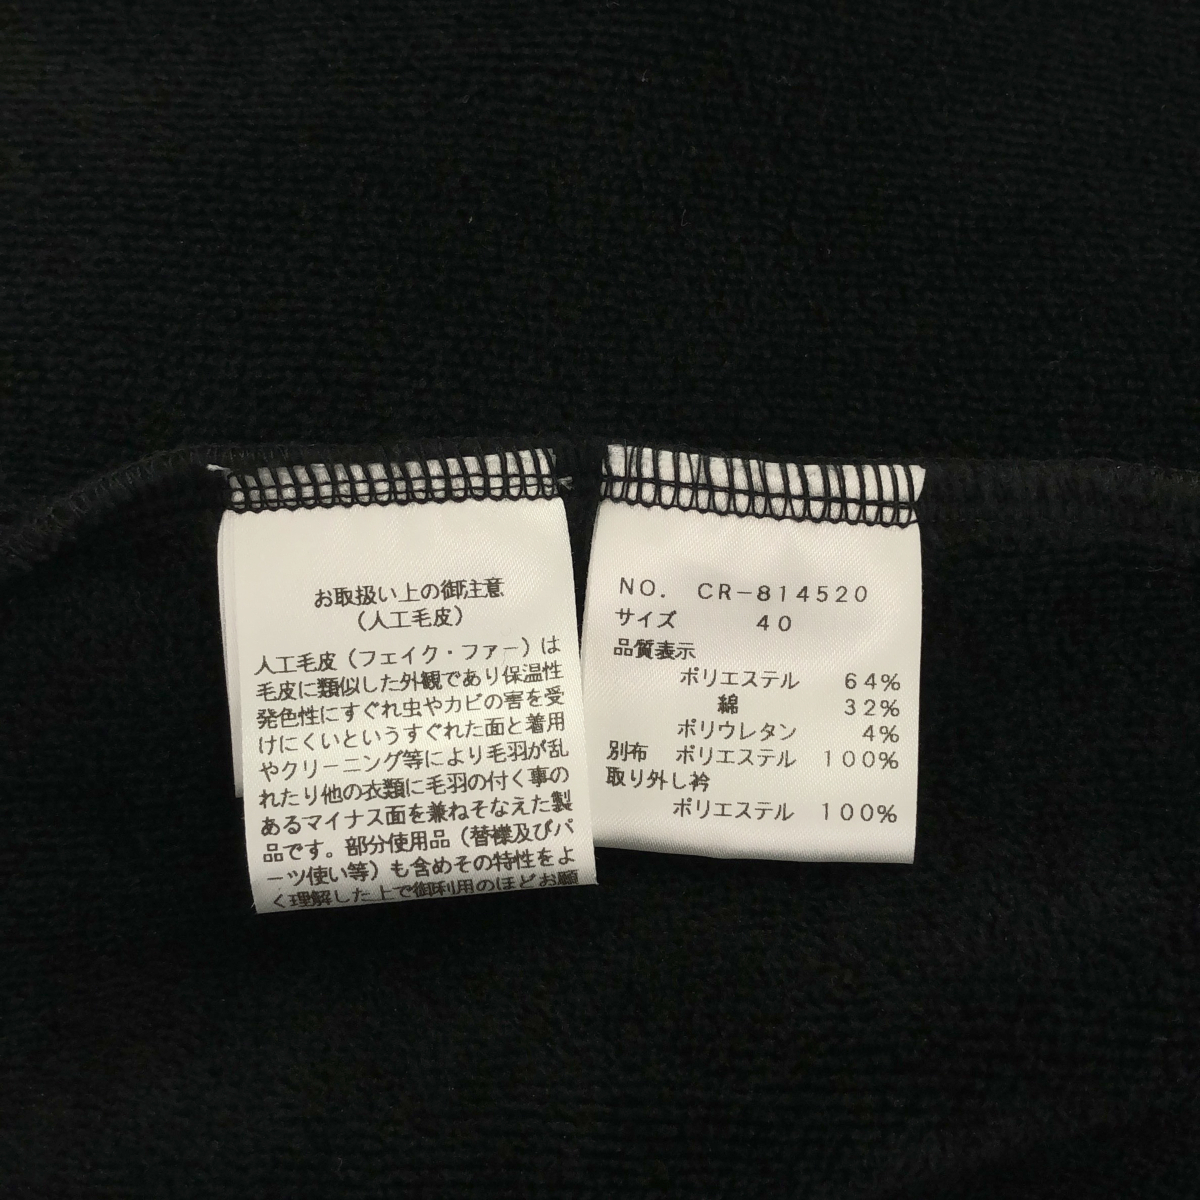 お取扱い上の御注意
(人工毛皮)
人工毛皮(フェイク・ファー)は
毛皮に類似した外観であり保温性
発色性にすぐれ虫やカビの害を受
けにくいというすぐれた面と着用
やクリーニング等により毛羽が乱
れたり他の衣類に毛羽の付く事の
あるマイナス面を兼ねそなえた製
品です。部分使用品(替襟及びパ
ーツ使い等)も含めその特性をよ
く理解した上で御利用のほどお願
NO. CR-814520
サイズ 40
品質表示
ポリエステル 64%
綿 32%
ポリウレタン 4%
別布 ポリエステル 100%
取り外し衿
ポリエステル 100%